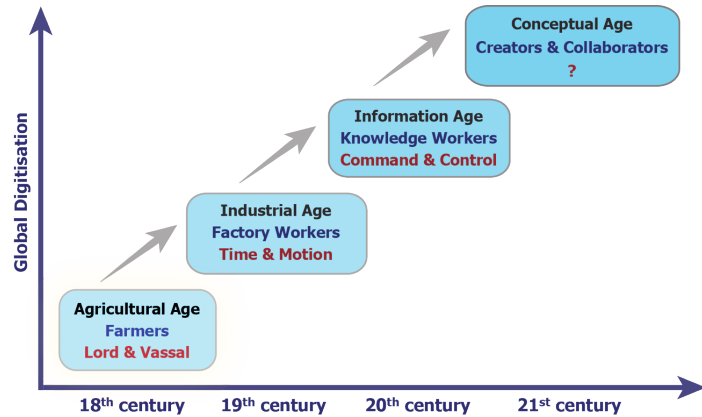 Conceptual Age
Creators & Collaborators
?
Information Age
Knowledge Workers
Command & Control
Industrial Age
Factory Workers
Time & Motion
Agricultural Age
Farmers
Lord & Vassal
Global Digitisation
18th century 19th century 20th century 21st century